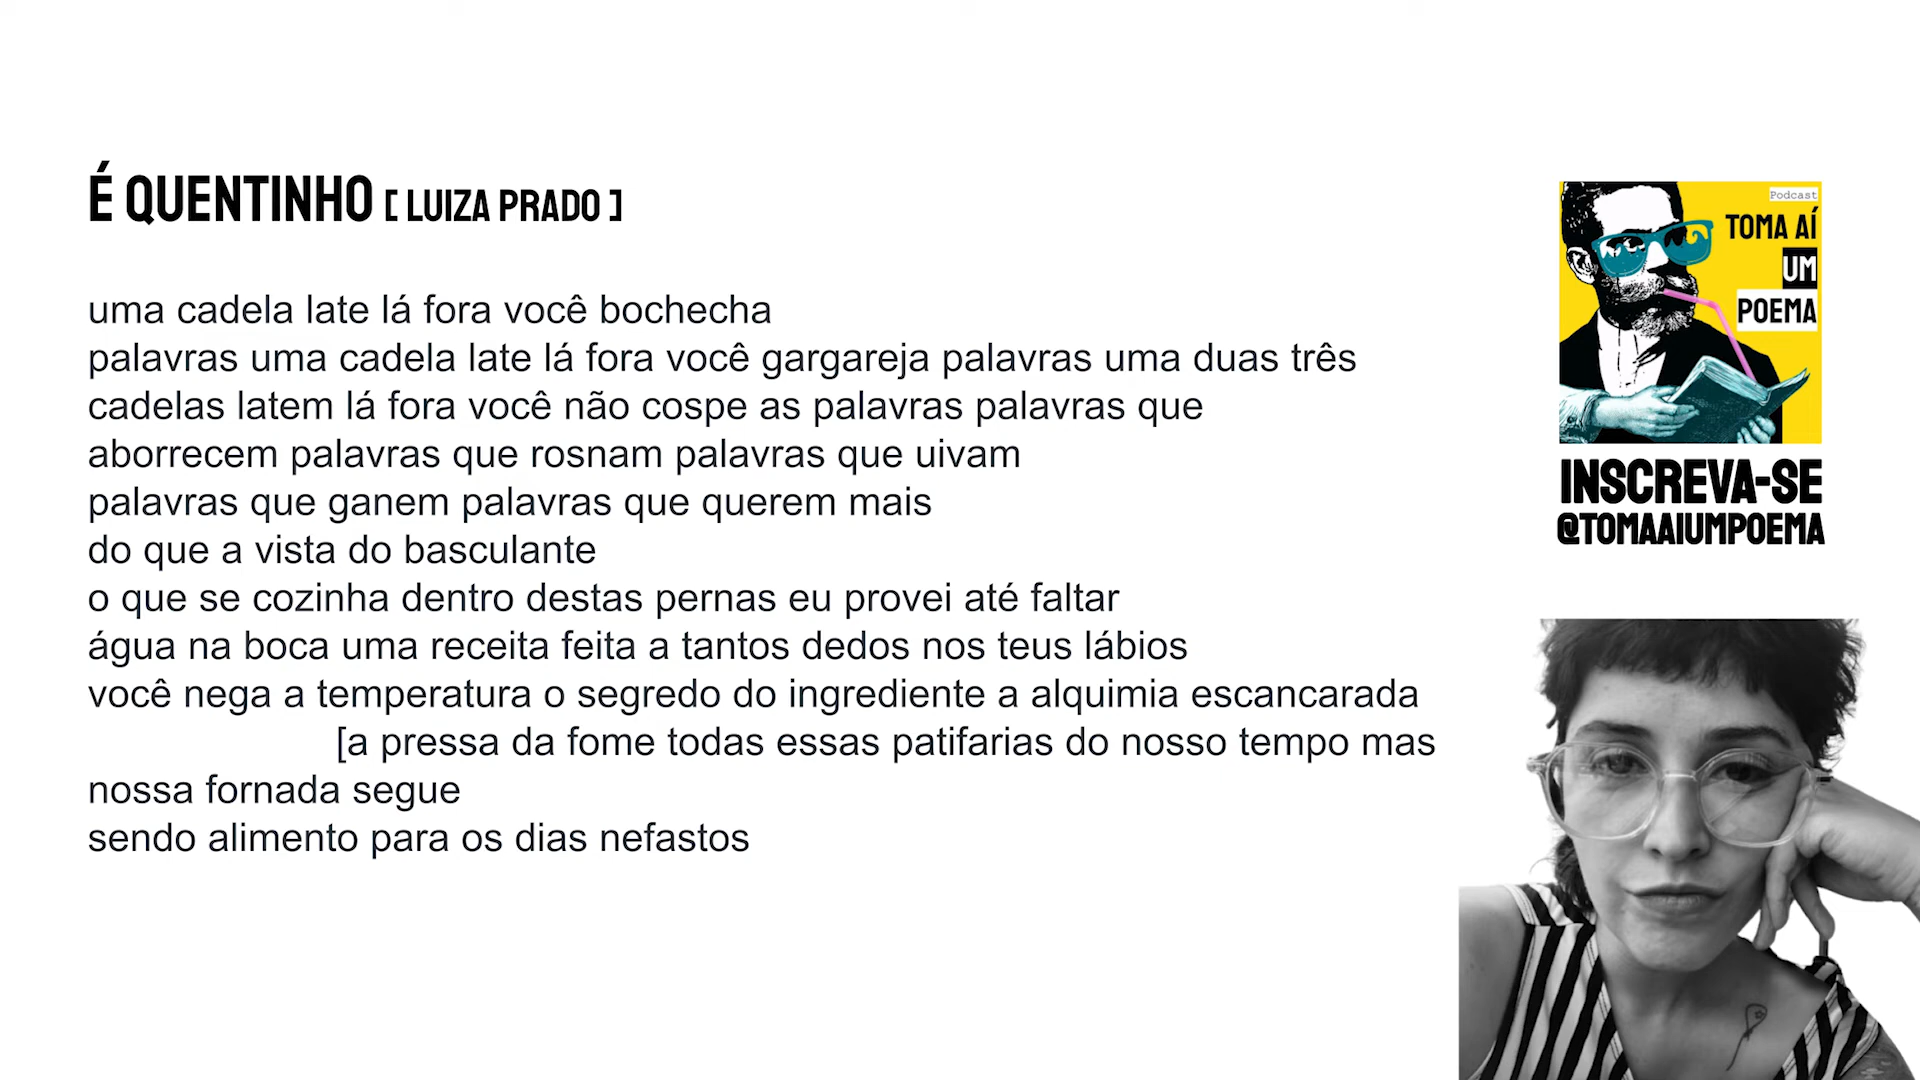 É QUENTINHO [ LUIZA PRADO ]
uma cadela late lá fora você bochecha
palavras uma cadela late lá fora você gargareja palavras uma duas três
cadelas latem lá fora você não cospe as palavras palavras que
aborrecem palavras que rosnam palavras que uivam
palavras que ganem palavras que querem mais
do que a vista do basculante
o que se cozinha dentro destas pernas eu provei até faltar
água na boca uma receita feita a tantos dedos nos teus lábios
você nega a temperatura o segredo do ingrediente a alquimia escancarada
[a pressa da fome todas essas patifarias do nosso tempo mas
nossa fornada segue
sendo alimento para os dias nefastos
Podcast
TOMA AÍ
UM
POEMA
INSCREVA-SE
@TOMAAIUMPOEMA